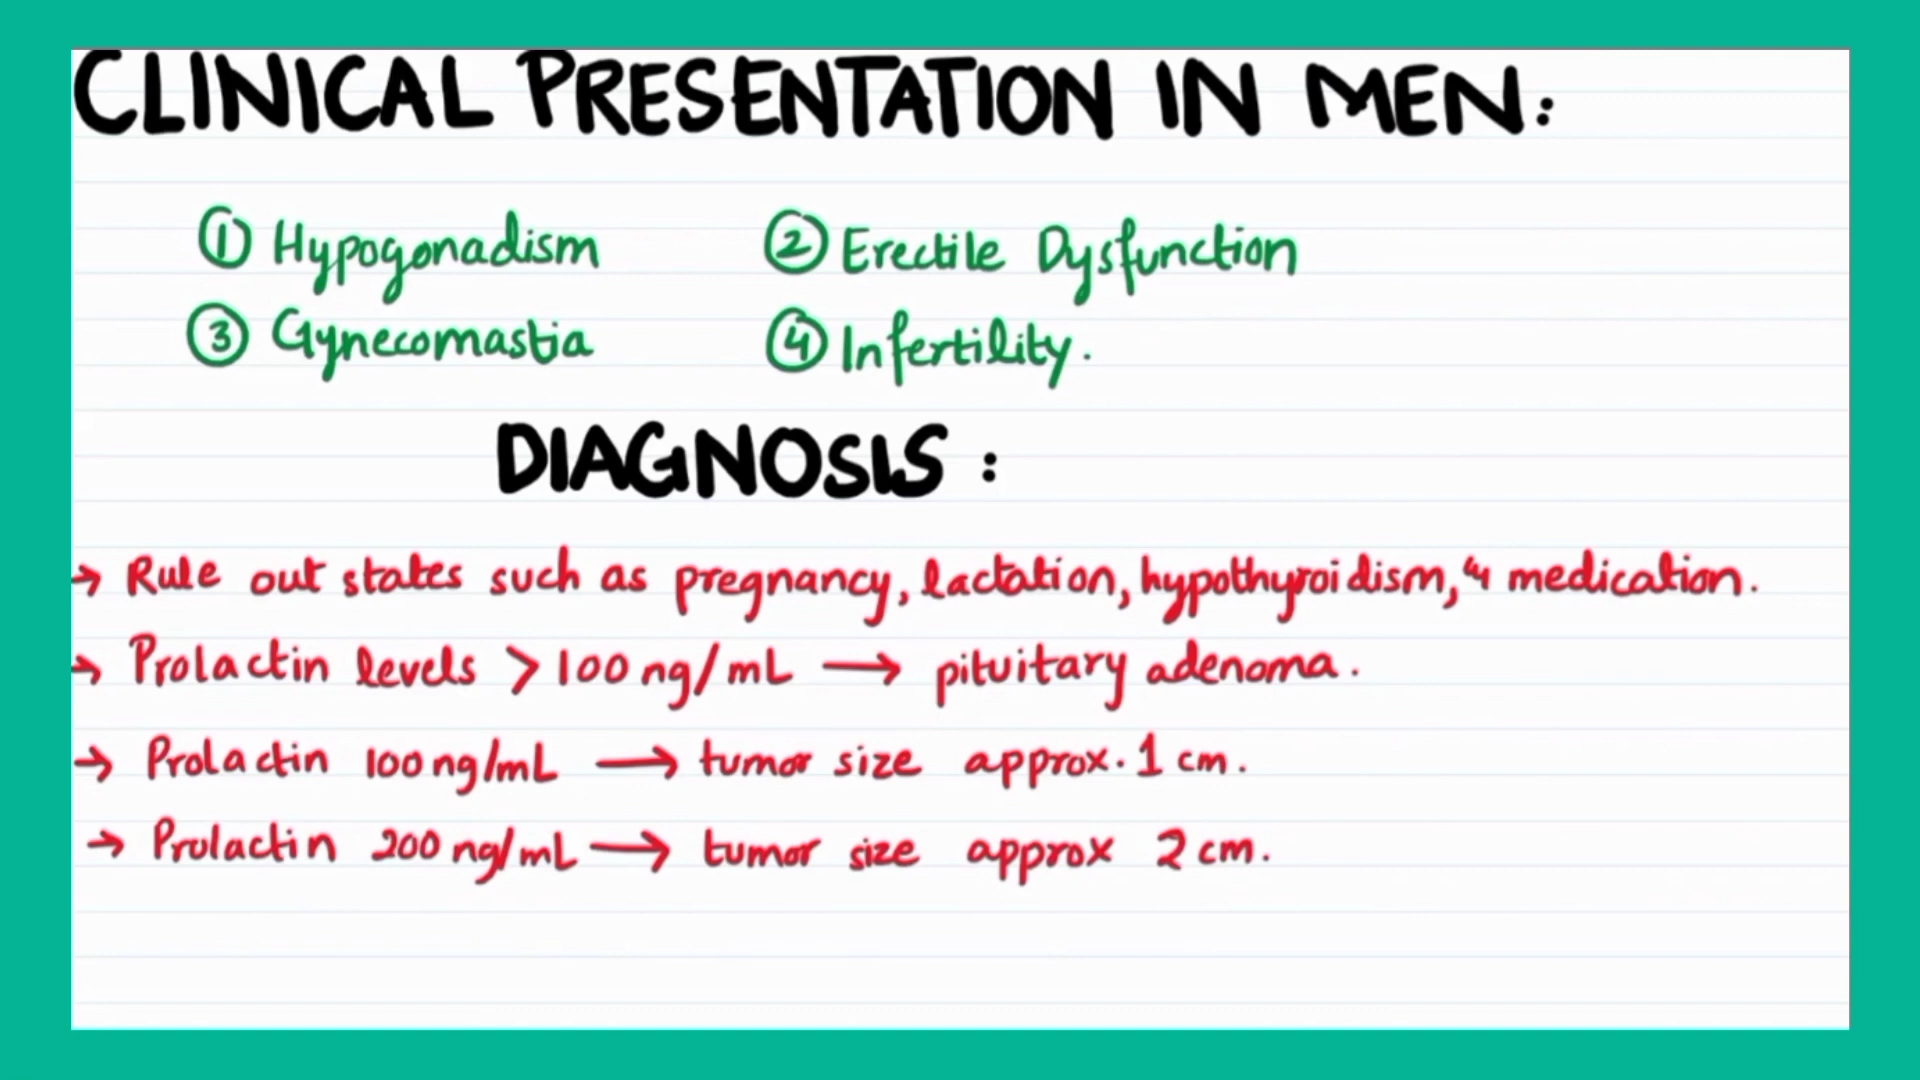 CLINICAL PRESENTATION IN MEN:
① Hypogonadism ② Erectile Dysfunction
③ Gynecomastia ④ Infertility.
DIAGNOSIS :
→ Rule out states such as pregnancy, lactation, hypothyroidism, & medication.
→ Prolactin levels > 100 ng/mL → pituitary adenoma.
→ Prolactin 100 ng/mL → tumor size approx. 1 cm.
→ Prolactin 200 ng/mL → tumor size approx 2 cm.